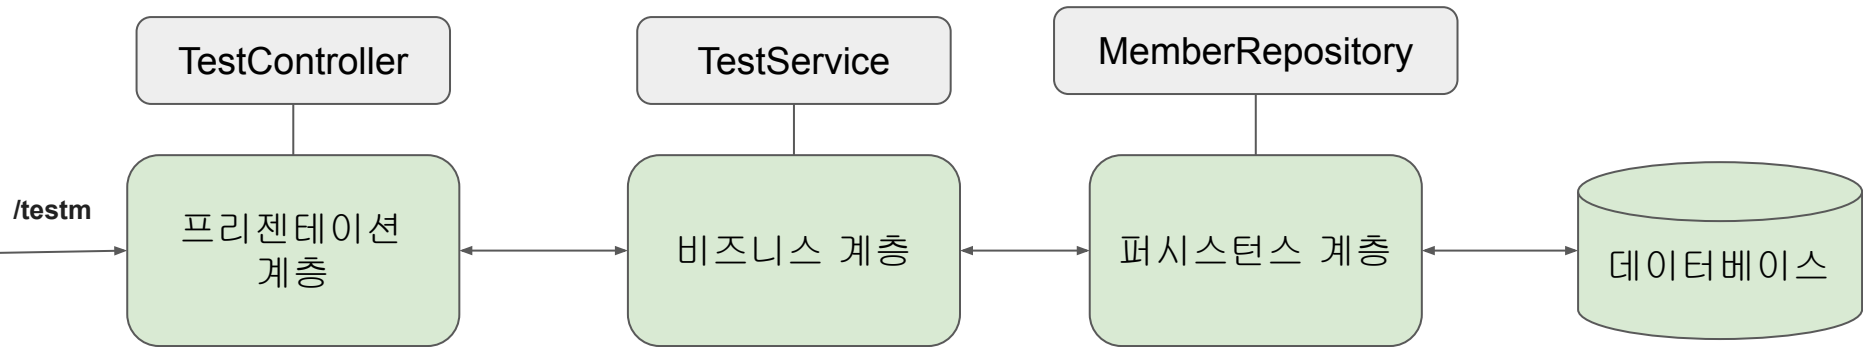 TestController
TestService
MemberRepository
/testm
프리젠테이션
계층
비즈니스 계층
퍼시스턴스 계층
데이터베이스